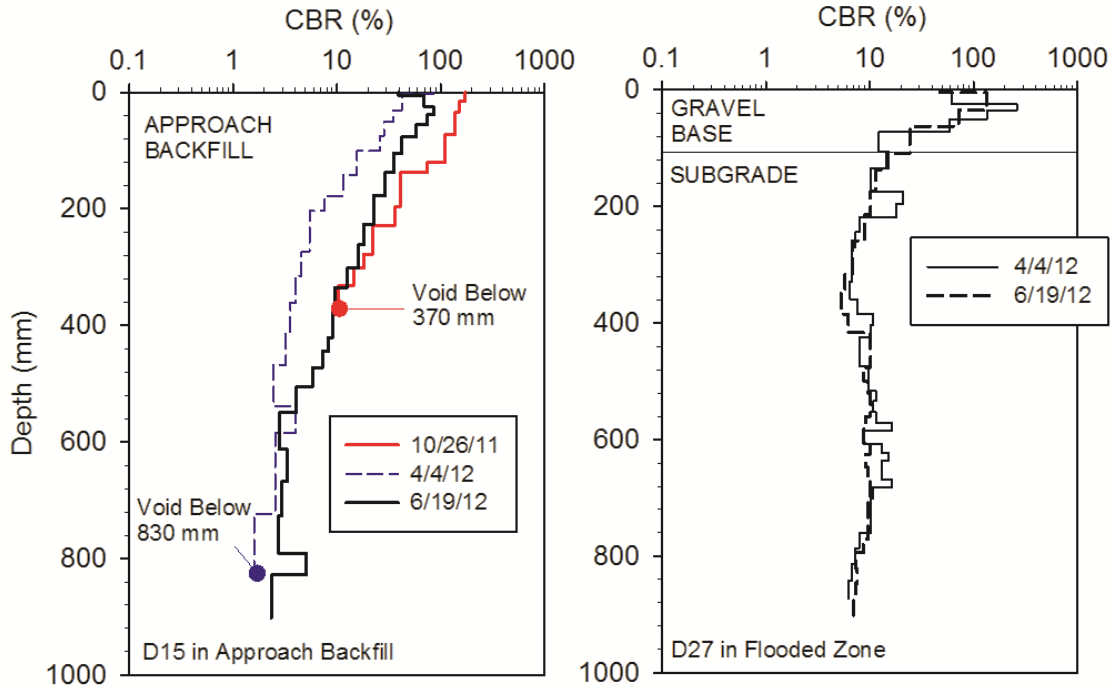 CBR (%)
0.1 1 10 100 1000
0
200
400
600
800
1000
Depth (mm)
APPROACH
BACKFILL
Void Below
370 mm
10/26/11
4/4/12
6/19/12
Void Below
830 mm
D15 in Approach Backfill
CBR (%)
0.1 1 10 100 1000
0
200
400
600
800
1000
GRAVEL
BASE
SUBGRADE
4/4/12
6/19/12
D27 in Flooded Zone